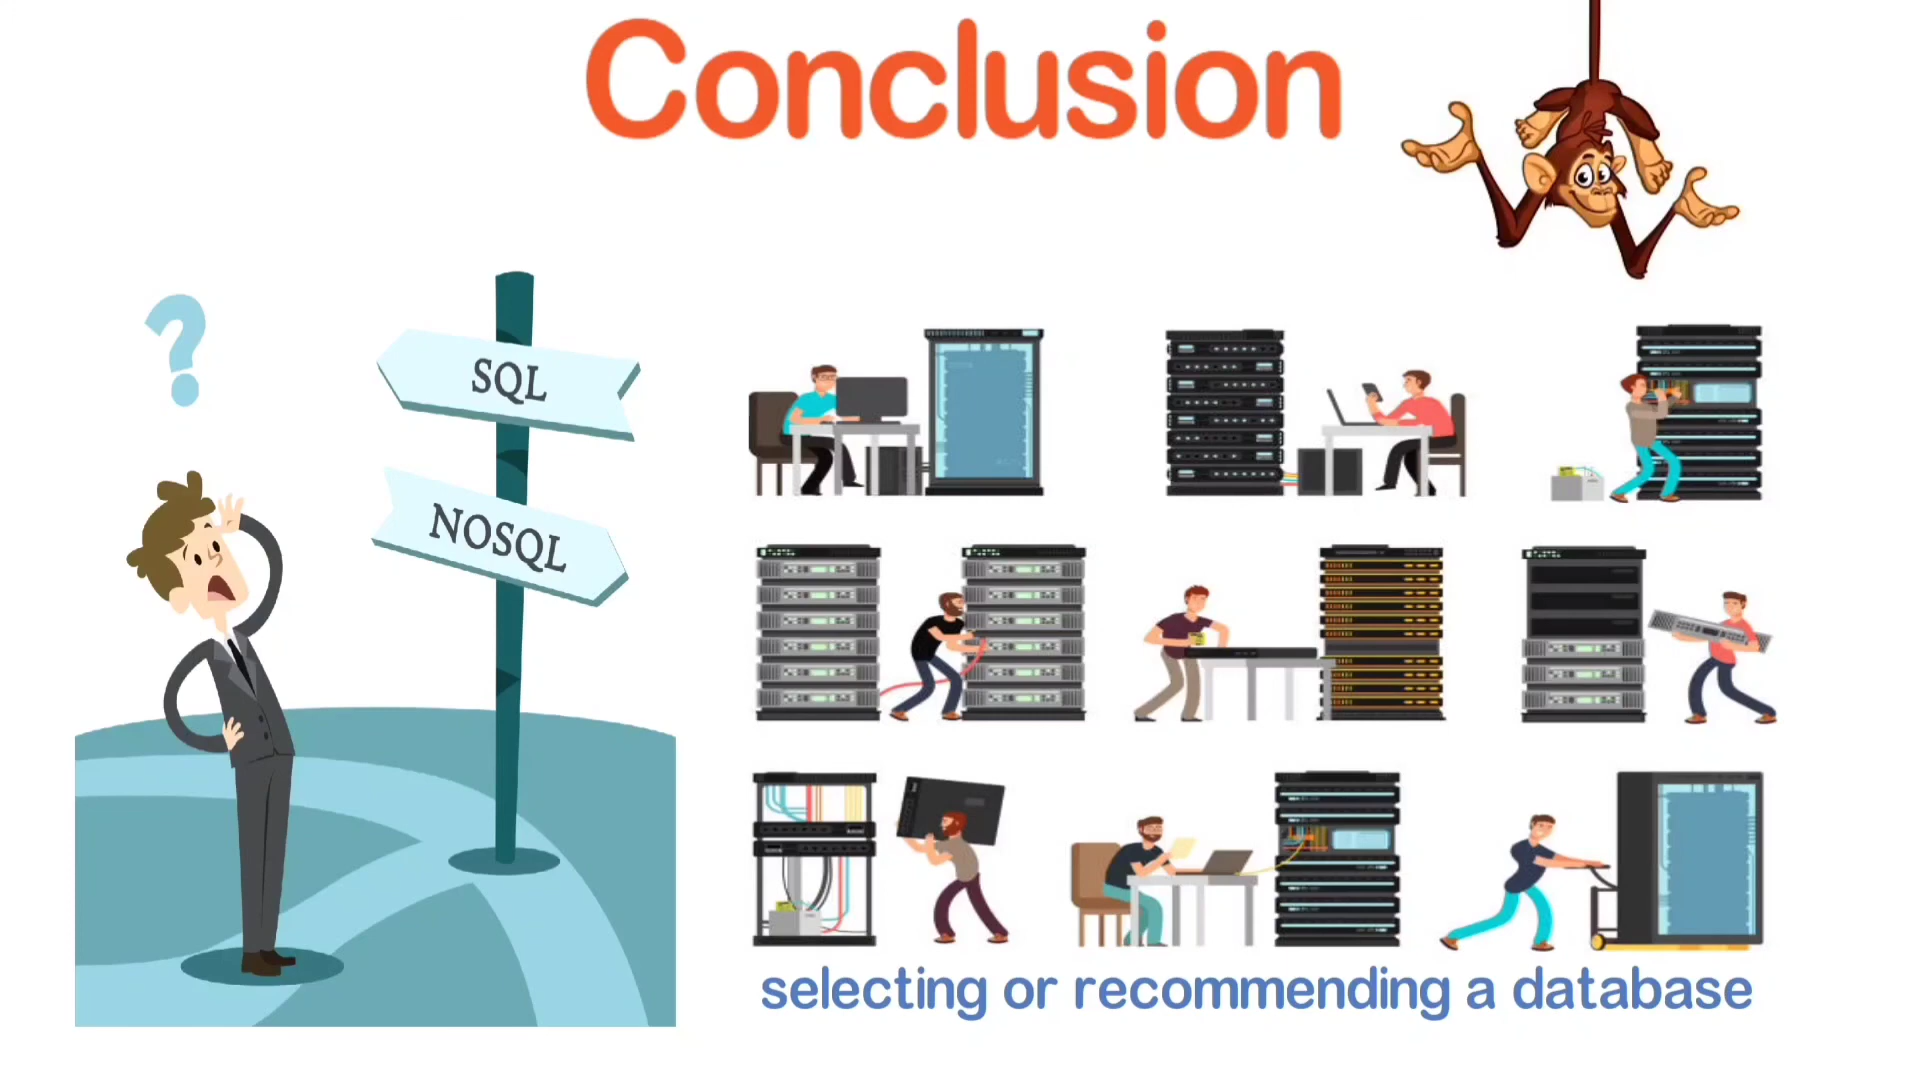 Conclusion
?
SQL
NOSQL
selecting or recommending a database